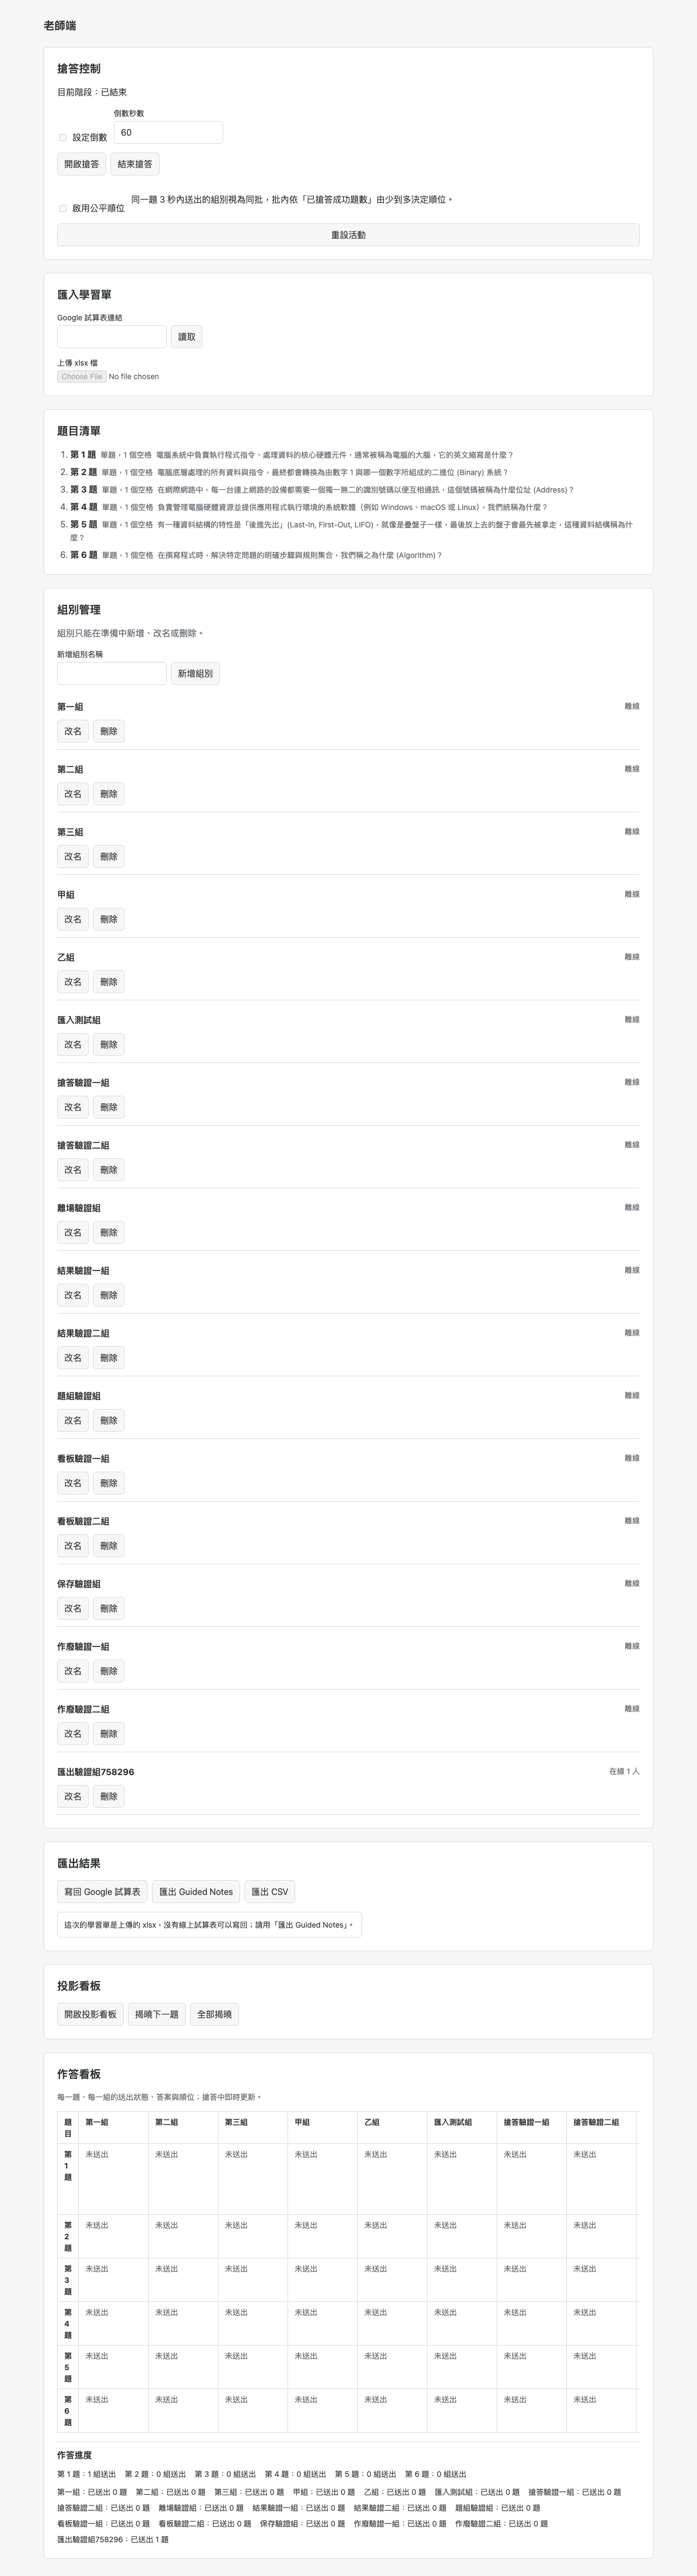 老師端
搶答控制
目前階段：已結束
倒數秒數
設定倒數
60
開啟搶答
結束搶答
啟用公平順位
同一題 3 秒內送出的組別視為同批，批內依「已搶答成功題數」由少到多決定順位。
重設活動
匯入學習單
Google 試算表連結
讀取
上傳 xlsx 檔
Choose File No file chosen
題目清單
1. 第 1 題 單題，1 個空格 電腦系統中負責執行程式指令、處理資料的核心硬體元件，通常被稱為電腦的大腦，它的英文縮寫是什麼？
2. 第 2 題 單題，1 個空格 電腦底層處理的所有資料與指令，最終都會轉換為由數字 1 與哪一個數字所組成的二進位 (Binary) 系統？
3. 第 3 題 單題，1 個空格 在網際網路中，每一台連上網路的設備都需要一個獨一無二的識別號碼以便互相通訊，這個號碼被稱為什麼位址 (Address)？
4. 第 4 題 單題，1 個空格 負責管理電腦硬體資源並提供應用程式執行環境的系統軟體（例如 Windows、macOS 或 Linux），我們統稱為什麼？
5. 第 5 題 單題，1 個空格 有一種資料結構的特性是「後進先出」(Last-In, First-Out, LIFO)，就像是疊盤子一樣，最後放上去的盤子會最先被拿走，這種資料結構稱為什
麼？
6. 第 6 題 單題，1 個空格 在撰寫程式時，解決特定問題的明確步驟與規則集合，我們稱之為什麼 (Algorithm)？
組別管理
組別只能在準備中新增、改名或刪除。
新增組別名稱
新增組別
第一組 離線
改名 刪除
第二組 離線
改名 刪除
第三組 離線
改名 刪除
甲組 離線
改名 刪除
乙組 離線
改名 刪除
匯入測試組 離線
改名 刪除
搶答驗證一組 離線
改名 刪除
搶答驗證二組 離線
改名 刪除
離場驗證組 離線
改名 刪除
結果驗證一組 離線
改名 刪除
結果驗證二組 離線
改名 刪除
題組驗證組 離線
改名 刪除
看板驗證一組 離線
改名 刪除
看板驗證二組 離線
改名 刪除
保存驗證組 離線
改名 刪除
作廢驗證一組 離線
改名 刪除
作廢驗證二組 離線
改名 刪除
匯出驗證組758296 在線 1 人
改名 刪除
匯出結果
寫回 Google 試算表 匯出 Guided Notes 匯出 CSV
這次的學習單是上傳的 xlsx，沒有線上試算表可以寫回；請用「匯出 Guided Notes」。
投影看板
開啟投影看板 揭曉下一題 全部揭曉
作答看板
每一題、每一組的送出狀態、答案與順位；搶答中即時更新。
題目 第一組 第二組 第三組 甲組 乙組 匯入測試組 搶答驗證一組 搶答驗證二組
第 1 題 未送出 未送出 未送出 未送出 未送出 未送出 未送出 未送出
第 2 題 未送出 未送出 未送出 未送出 未送出 未送出 未送出 未送出
第 3 題 未送出 未送出 未送出 未送出 未送出 未送出 未送出 未送出
第 4 題 未送出 未送出 未送出 未送出 未送出 未送出 未送出 未送出
第 5 題 未送出 未送出 未送出 未送出 未送出 未送出 未送出 未送出
第 6 題 未送出 未送出 未送出 未送出 未送出 未送出 未送出 未送出
作答進度
第 1 題：1 組送出 第 2 題：0 組送出 第 3 題：0 組送出 第 4 題：0 組送出 第 5 題：0 組送出 第 6 題：0 組送出
第一組：已送出 0 題 第二組：已送出 0 題 第三組：已送出 0 題 甲組：已送出 0 題 乙組：已送出 0 題 匯入測試組：已送出 0 題 搶答驗證一組：已送出 0 題
搶答驗證二組：已送出 0 題 離場驗證組：已送出 0 題 結果驗證一組：已送出 0 題 結果驗證二組：已送出 0 題 題組驗證組：已送出 0 題
看板驗證一組：已送出 0 題 看板驗證二組：已送出 0 題 保存驗證組：已送出 0 題 作廢驗證一組：已送出 0 題 作廢驗證二組：已送出 0 題
匯出驗證組758296：已送出 1 題